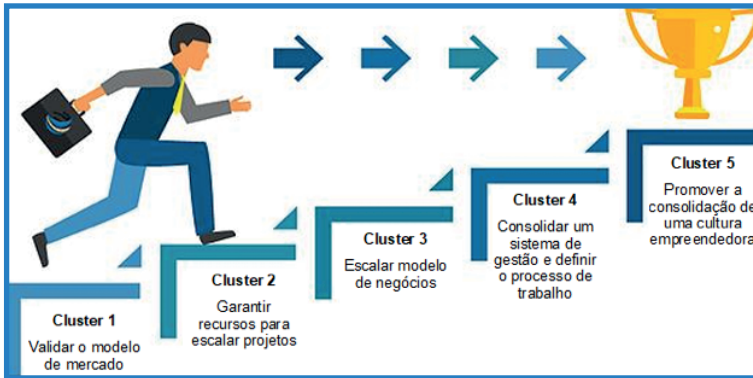 Cluster 1
Validar o modelo
de mercado
Cluster 2
Garantir
recursos para
escalar projetos
Cluster 3
Escalar modelo
de negócios
Cluster 4
Consolidar um
sistema de
gestão e definir
o processo de
trabalho
Cluster 5
Promover a
consolidação de
uma cultura
empreendedora